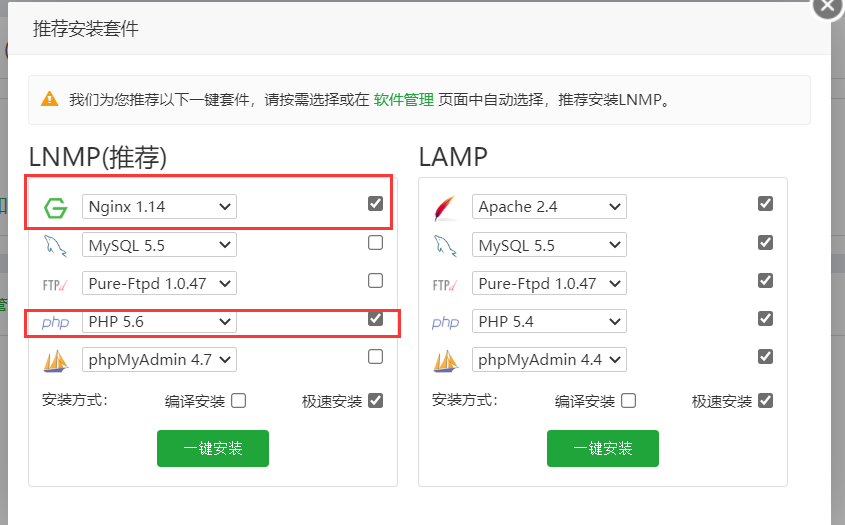 推荐安装套件
我们为您推荐以下一键套件，请按需选择或在 软件管理 页面中自动选择，推荐安装LNMP。
LNMP(推荐)
Nginx 1.14
MySQL 5.5
FTPd Pure-Ftpd 1.0.47
php PHP 5.6
phpMyAdmin 4.7
安装方式： 编译安装 极速安装
一键安装
LAMP
Apache 2.4
MySQL 5.5
FTPd Pure-Ftpd 1.0.47
php PHP 5.4
phpMyAdmin 4.4
安装方式： 编译安装 极速安装
一键安装